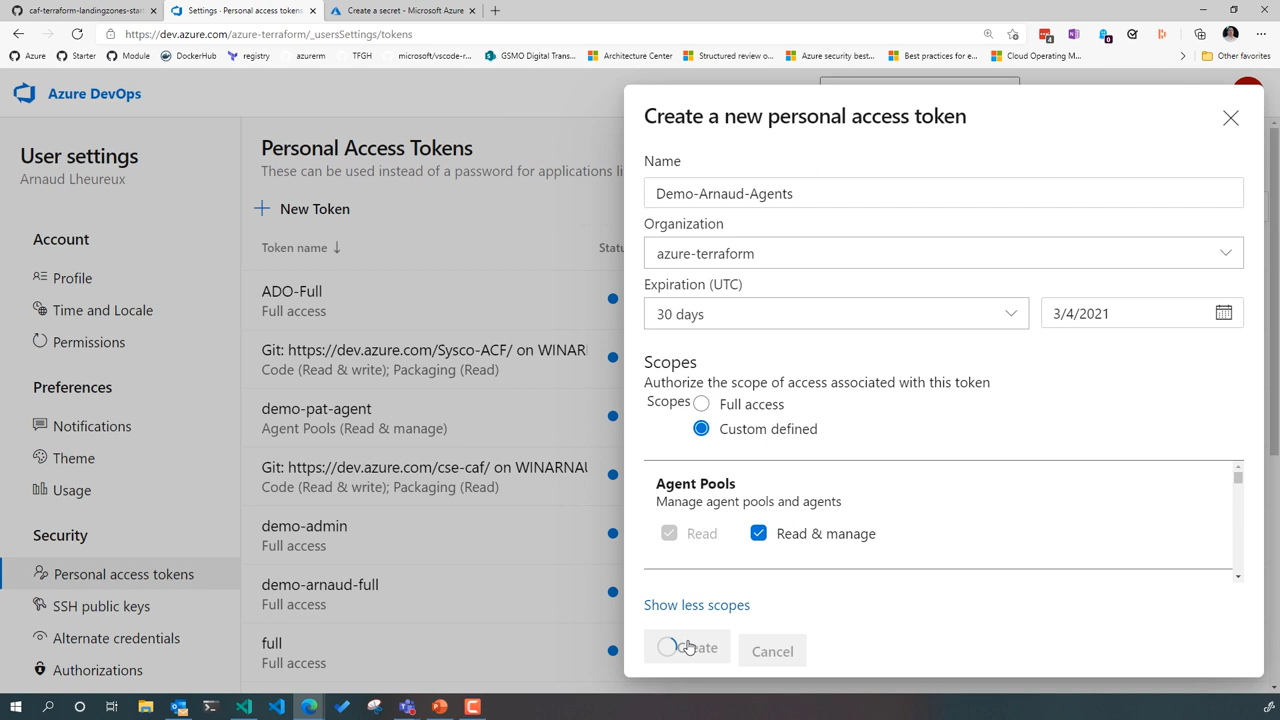 caf-terraform-landingzones-star
Settings - Personal access token
Create a secret - Microsoft Azure
https://dev.azure.com/azure-terraform/_usersSettings/tokens
Azure
Starter
Module
DockerHub
registry
azurerm
TFGH
microsoft/vscode-r...
GSMO Digital Trans...
Architecture Center
Structured review o...
Azure security best...
Best practices for e...
Cloud Operating M...
Other favorites
Azure DevOps
User settings
Arnaud Lheureux
Account
Profile
Time and Locale
Permissions
Preferences
Notifications
Theme
Usage
Security
Personal access tokens
SSH public keys
Alternate credentials
Authorizations
Personal Access Tokens
These can be used instead of a password for applications li
New Token
Token name
Statu
ADO-Full
Full access
Git: https://dev.azure.com/Sysco-ACF/ on WINAR
Code (Read & write); Packaging (Read)
demo-pat-agent
Agent Pools (Read & manage)
Git: https://dev.azure.com/cse-caf/ on WINARNAU
Code (Read & write); Packaging (Read)
demo-admin
Full access
demo-arnaud-full
Full access
full
Full access
Create a new personal access token
Name
Demo-Arnaud-Agents
Organization
azure-terraform
Expiration (UTC)
30 days
3/4/2021
Scopes
Authorize the scope of access associated with this token
Scopes
Full access
Custom defined
Agent Pools
Manage agent pools and agents
Read
Read & manage
Show less scopes
Create
Cancel